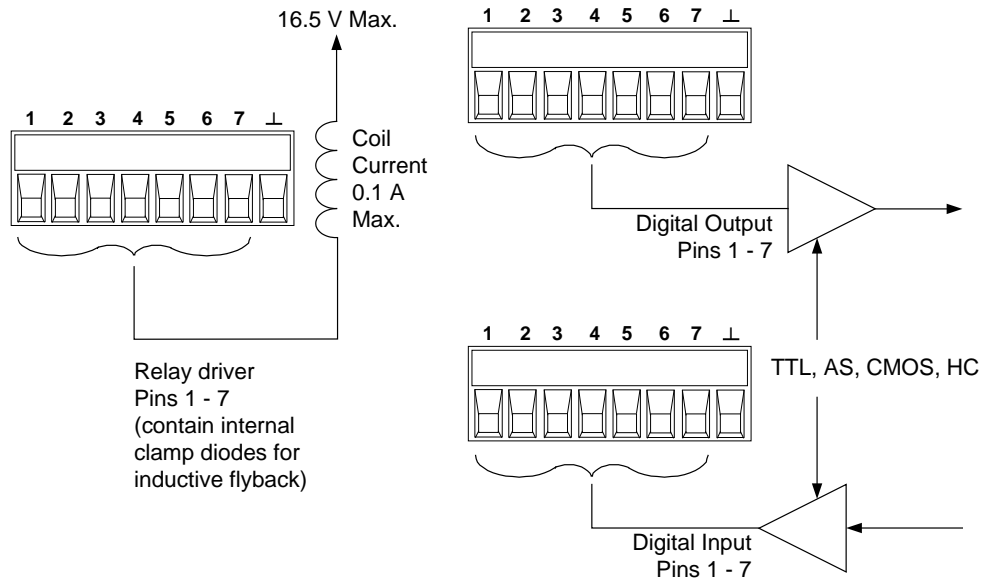 16.5 V Max.
1 2 3 4 5 6 7 ⊥
Coil
Current
0.1 A
Max.
Relay driver
Pins 1 - 7
(contain internal
clamp diodes for
inductive flyback)
1 2 3 4 5 6 7 ⊥
Digital Output
Pins 1 - 7
TTL, AS, CMOS, HC
1 2 3 4 5 6 7 ⊥
Digital Input
Pins 1 - 7